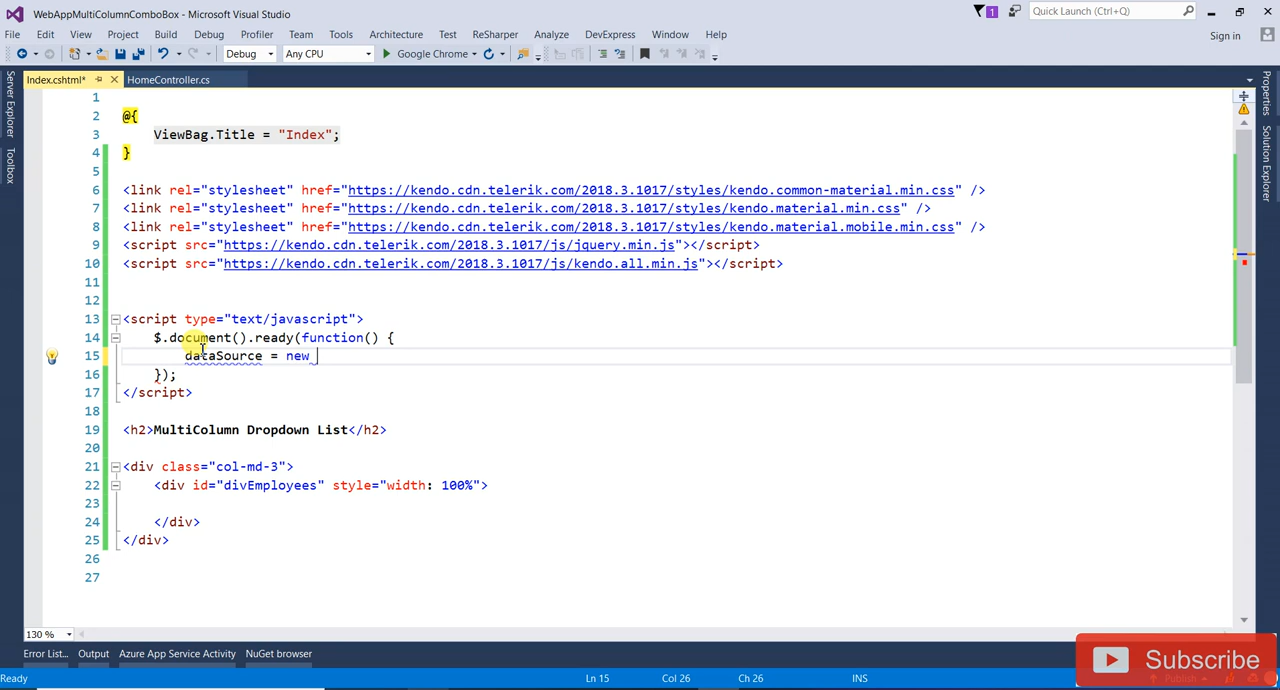 WebAppMultiColumnComboBox - Microsoft Visual Studio
1
Quick Launch (Ctrl+Q)
File Edit View Project Build Debug Profiler Team Tools Architecture Test ReSharper Analyze DevExpress Window Help
Sign in
Debug Any CPU Google Chrome
Index.cshtml* HomeController.cs
Server Explorer
Toolbox
Properties
Solution Explorer
1
2 @{
3 ViewBag.Title = "Index";
4 }
5
6 <link rel="stylesheet" href="https://kendo.cdn.telerik.com/2018.3.1017/styles/kendo.common-material.min.css" />
7 <link rel="stylesheet" href="https://kendo.cdn.telerik.com/2018.3.1017/styles/kendo.material.min.css" />
8 <link rel="stylesheet" href="https://kendo.cdn.telerik.com/2018.3.1017/styles/kendo.material.mobile.min.css" />
9 <script src="https://kendo.cdn.telerik.com/2018.3.1017/js/jquery.min.js"></script>
10 <script src="https://kendo.cdn.telerik.com/2018.3.1017/js/kendo.all.min.js"></script>
11
12
13 <script type="text/javascript">
14 $.document().ready(function() {
15 dataSource = new
16 });
17 </script>
18
19 <h2>MultiColumn Dropdown List</h2>
20
21 <div class="col-md-3">
22 <div id="divEmployees" style="width: 100%">
23
24 </div>
25 </div>
26
27
130 %
Error List... Output Azure App Service Activity NuGet browser
Subscribe
Ready Ln 15 Col 26 Ch 26 INS Publish